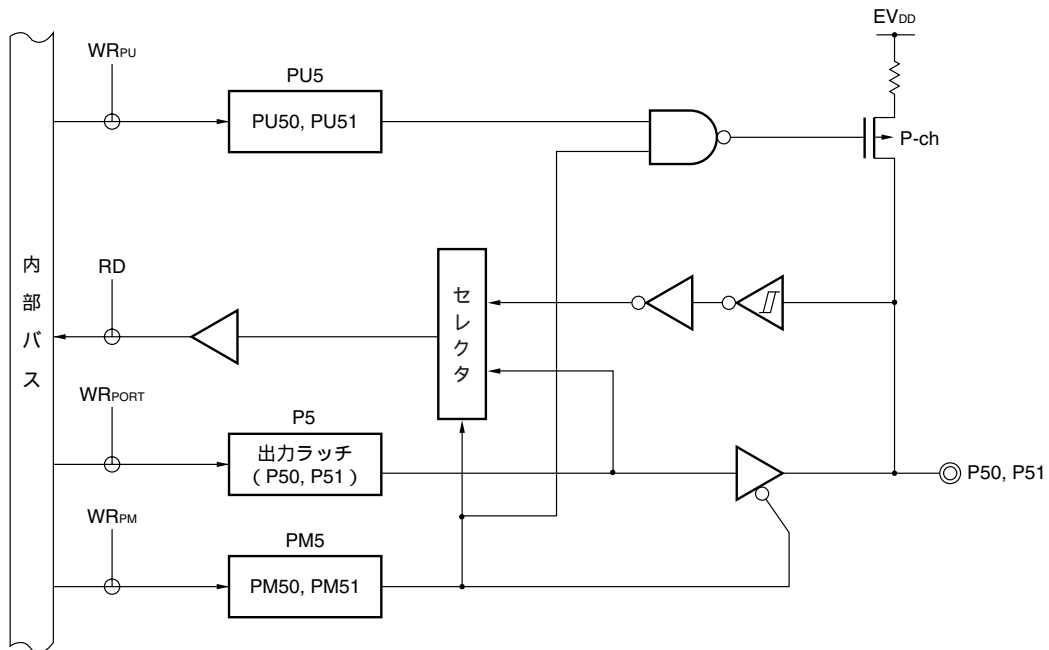 EVDD
WRPU
PU5
PU50, PU51
P-ch
内部バス
RD
セレクタ
WRPORT
P5
出力ラッチ
( P50, P51 )
P50, P51
WRPM
PM5
PM50, PM51